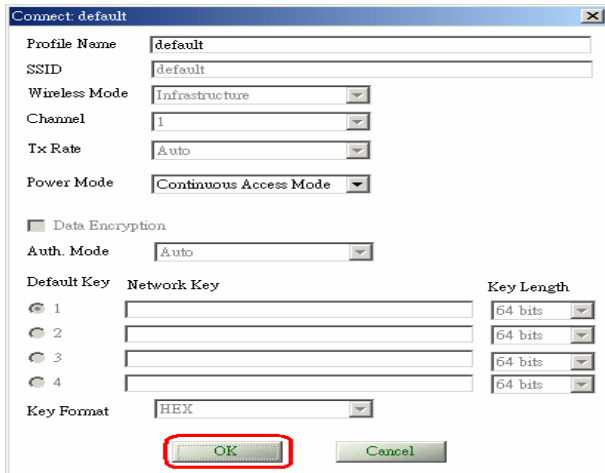 Connect: default
Profile Name default
SSID default
Wireless Mode Infrastructure
Channel 1
Tx Rate Auto
Power Mode Continuous Access Mode
Data Encryption
Auth. Mode Auto
Default Key Network Key Key Length
1 64 bits
2 64 bits
3 64 bits
4 64 bits
Key Format HEX
OK Cancel